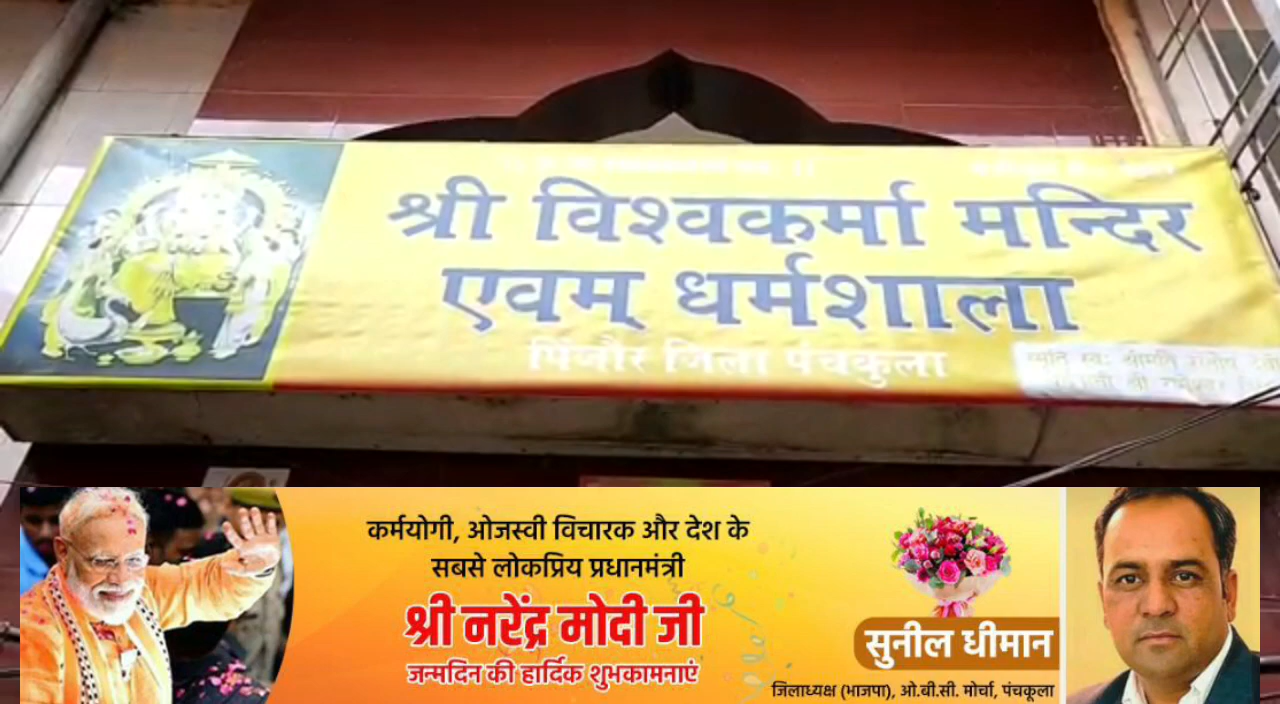 श्री विश्वकर्मा मन्दिर
एवम् धर्मशाला
पिंजौर जिला पंचकुला
स्मृति स्व: श्रीमति
कर्मयोगी, ओजस्वी विचारक और देश के
सबसे लोकप्रिय प्रधानमंत्री
श्री नरेंद्र मोदी जी
जन्मदिन की हार्दिक शुभकामनाएं
सुनील धीमान
जिलाध्यक्ष (भाजपा), ओ.बी.सी. मोर्चा, पंचकूला